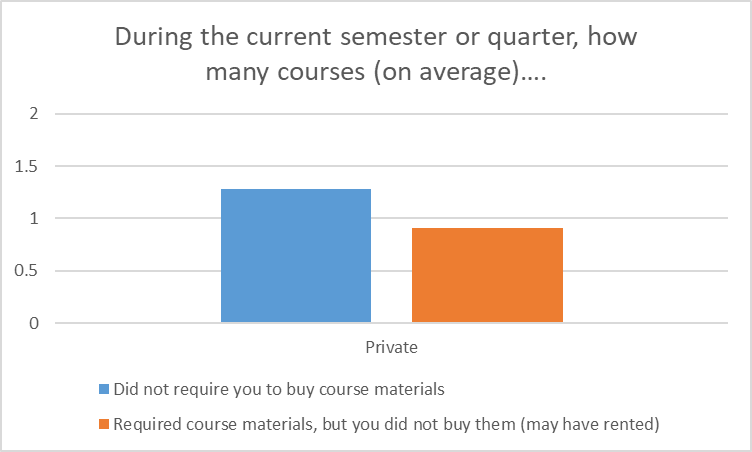 During the current semester or quarter, how
many courses (on average)….
2
1.5
1
0.5
0
Private
Did not require you to buy course materials
Required course materials, but you did not buy them (may have rented)